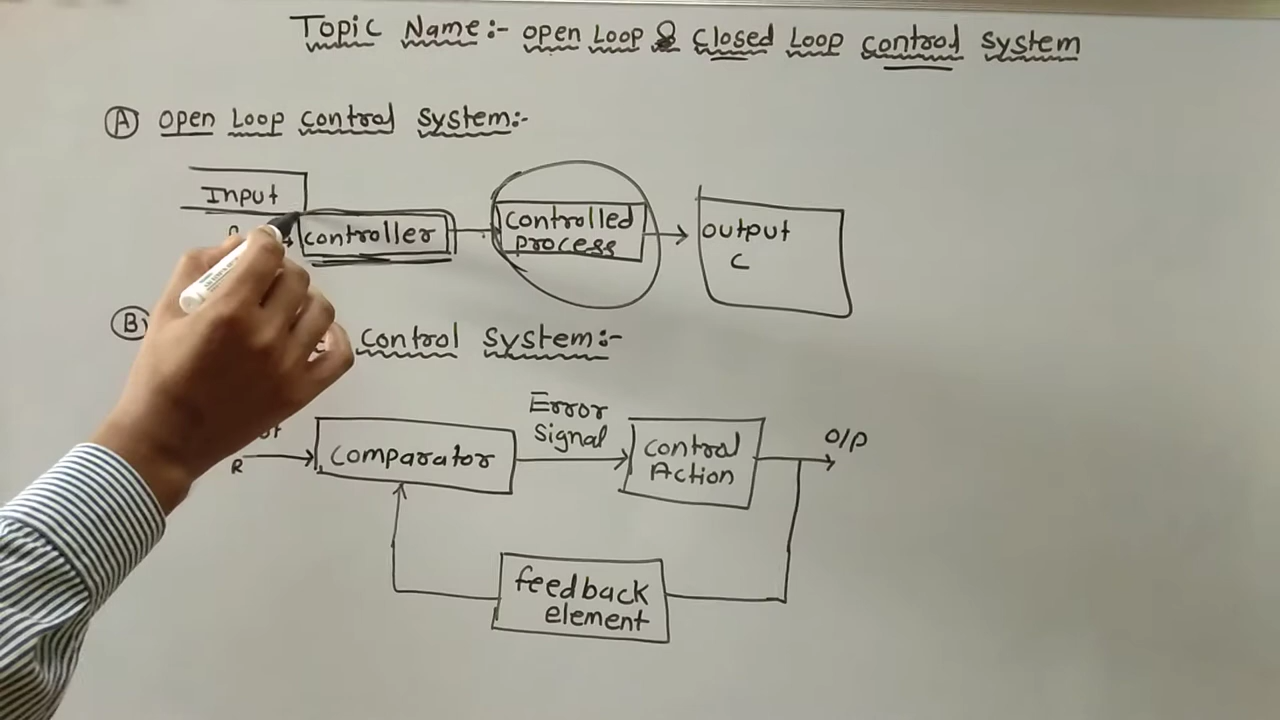 Topic Name:- open Loop & closed Loop control system
(A) open Loop control system:-
Input
controller
controlled
process
output
C
(B)
control system:-
Error
Signal
O/P
comparator
control
Action
R
feedback
element